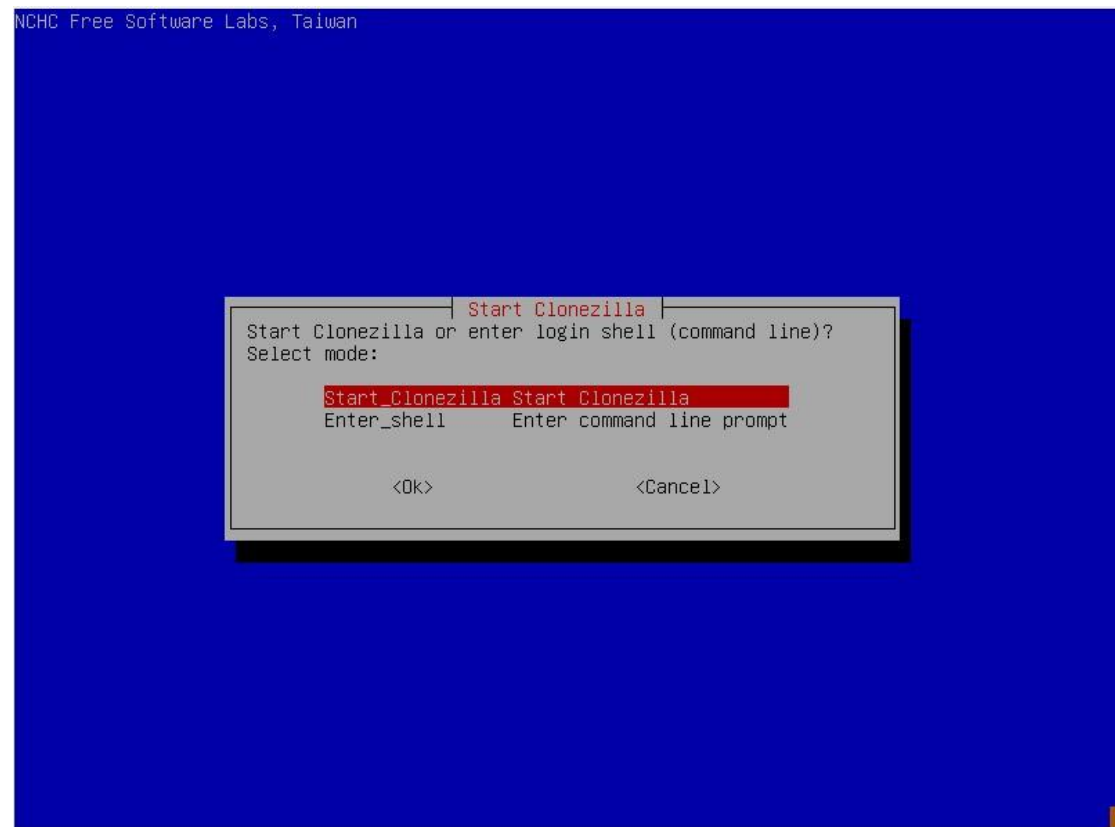 NCHC Free Software Labs, Taiwan
Start Clonezilla
Start Clonezilla or enter login shell (command line)?
Select mode:
Start_Clonezilla Start Clonezilla
Enter_shell Enter command line prompt
<Ok> <Cancel>